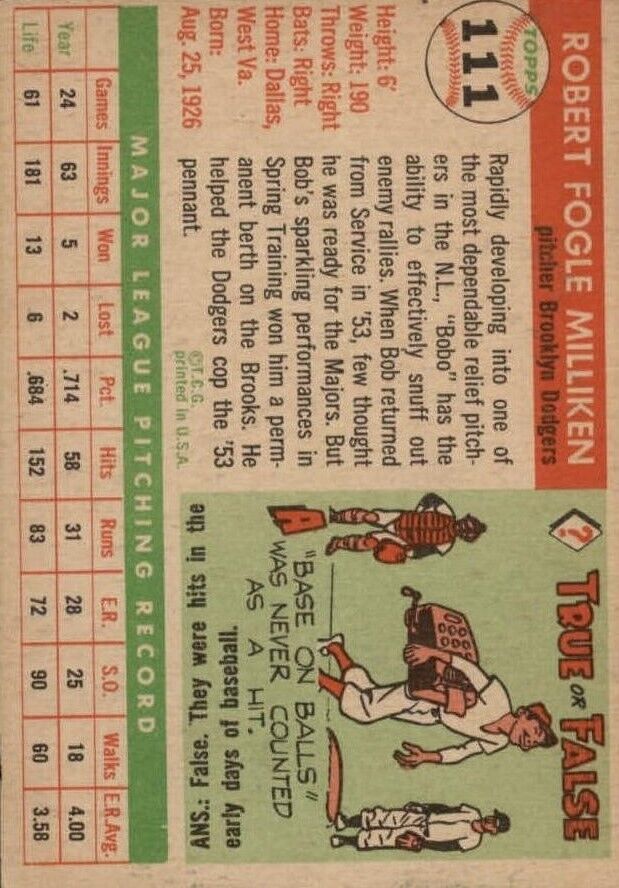 TOPPS
111
ROBERT FOGLE MILLIKEN
pitcher Brooklyn Dodgers
Height: 6'
Weight: 190
Throws: Right
Bats: Right
Home: Dallas,
West Va.
Born:
Aug. 25, 1926
Rapidly developing into one of
the most dependable relief pitch-
ers in the N.L., "Bobo" has the
ability to effectively snuff out
enemy rallies. When Bob returned
from Service in '53, few thought
he was ready for the Majors. But
Bob's sparkling performances in
Spring Training won him a perm-
anent berth on the Brooks. He
helped the Dodgers cop the '53
pennant.
©T.C.G.
printed in U.S.A.
?
TRUE OR FALSE
A
"BASE ON BALLS"
WAS NEVER COUNTED
AS A HIT.
ANS.: False. They were hits in the
early days of baseball.
MAJOR LEAGUE PITCHING RECORD
Games Innings Won Lost Pct. Hits Runs E.R. S.O. Walks E.R.Avg.
Year 24 63 5 2 .714 58 31 28 25 18 4.00
Life 61 181 13 6 .684 152 83 72 90 60 3.58